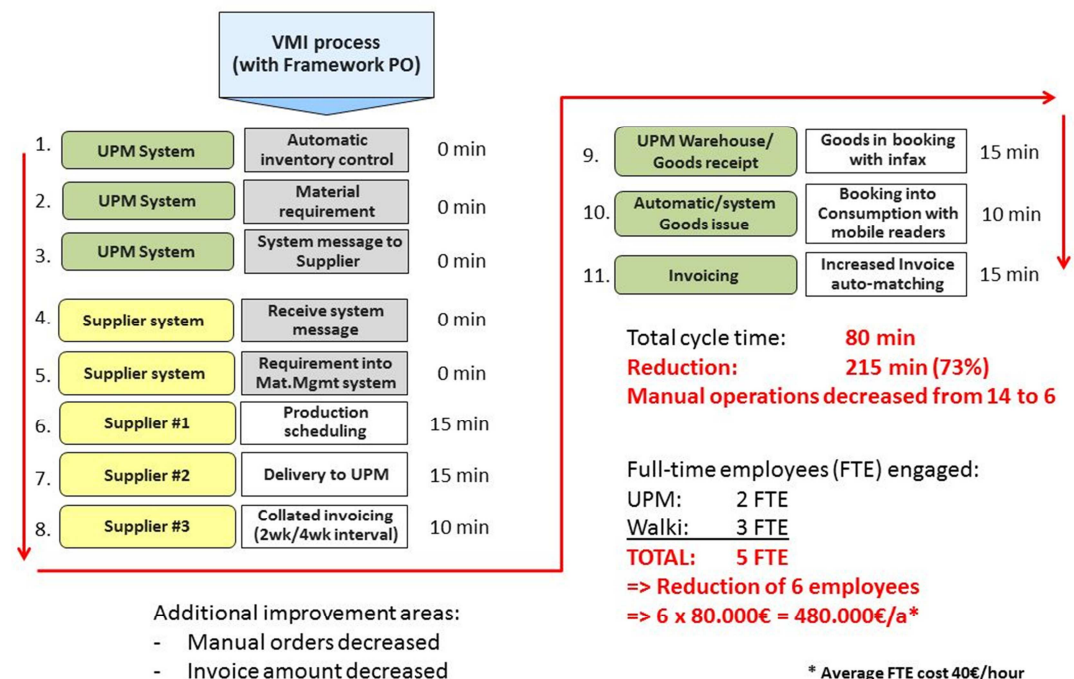 VMI process
(with Framework PO)
1.
UPM System
Automatic
inventory control
0 min
2.
UPM System
Material
requirement
0 min
3.
UPM System
System message to
Supplier
0 min
4.
Supplier system
Receive system
message
0 min
5.
Supplier system
Requirement into
Mat.Mgmt system
0 min
6.
Supplier #1
Production
scheduling
15 min
7.
Supplier #2
Delivery to UPM
15 min
8.
Supplier #3
Collated invoicing
(2wk/4wk interval)
10 min
Additional improvement areas:
- Manual orders decreased
- Invoice amount decreased
9.
UPM Warehouse/
Goods receipt
Goods in booking
with infax
15 min
10.
Automatic/system
Goods issue
Booking into
Consumption with
mobile readers
10 min
11.
Invoicing
Increased Invoice
auto-matching
15 min
Total cycle time: 80 min
Reduction: 215 min (73%)
Manual operations decreased from 14 to 6
Full-time employees (FTE) engaged:
UPM: 2 FTE
Walki: 3 FTE
TOTAL: 5 FTE
=> Reduction of 6 employees
=> 6 x 80.000€ = 480.000€/a*
* Average FTE cost 40€/hour